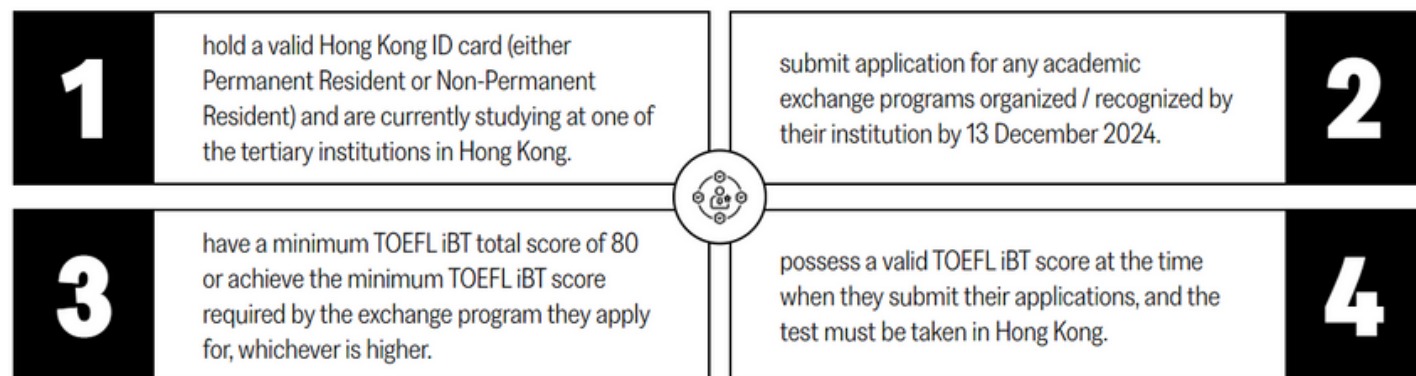 1
hold a valid Hong Kong ID card (either
Permanent Resident or Non-Permanent
Resident) and are currently studying at one of
the tertiary institutions in Hong Kong.
submit application for any academic
exchange programs organized / recognized by
their institution by 13 December 2024.
2
3
have a minimum TOEFL iBT total score of 80
or achieve the minimum TOEFL iBT score
required by the exchange program they apply
for, whichever is higher.
possess a valid TOEFL iBT score at the time
when they submit their applications, and the
test must be taken in Hong Kong.
4